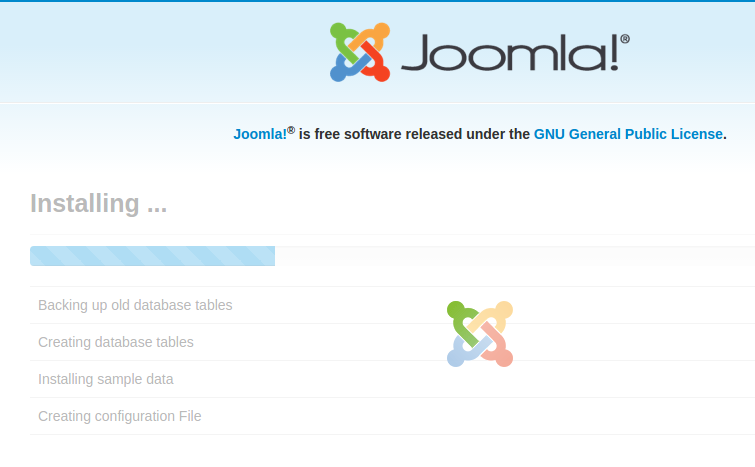 Joomla!®
Joomla!® is free software released under the GNU General Public License.
Installing ...
Backing up old database tables
Creating database tables
Installing sample data
Creating configuration File